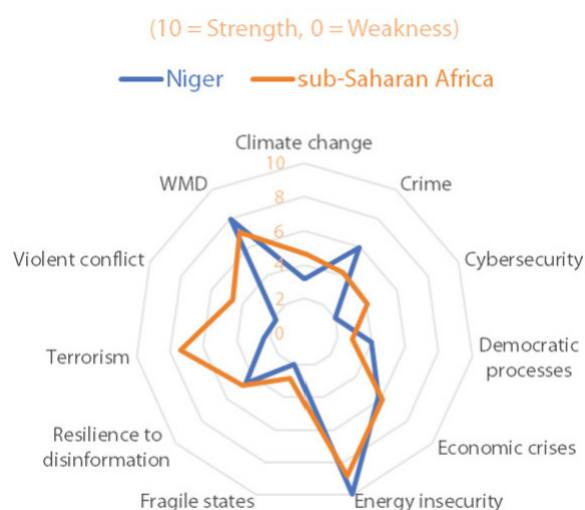 (10 = Strength, 0 = Weakness)
Niger
sub-Saharan Africa
Climate change
10
8
6
4
2
0
Crime
Cybersecurity
Democratic
processes
Economic crises
Energy insecurity
Fragile states
Resilience to
disinformation
Terrorism
Violent conflict
WMD